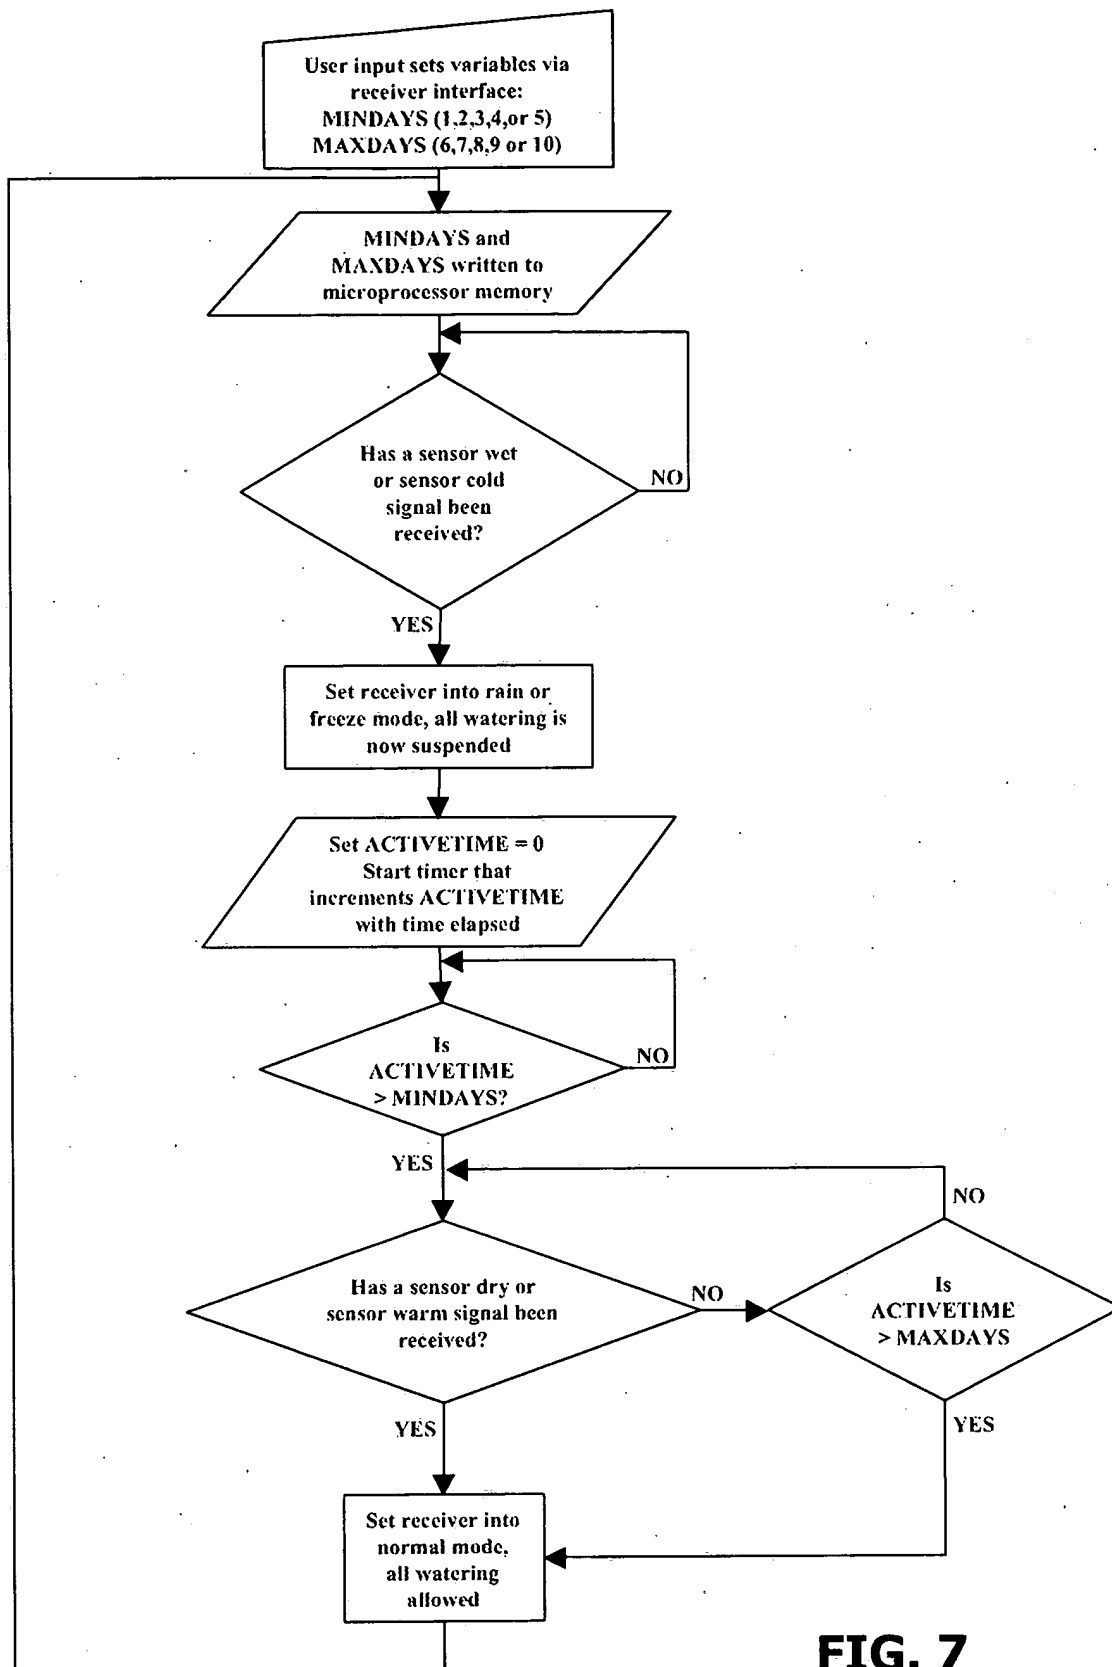 User input sets variables via
receiver interface:
MINDAYS (1,2,3,4,or 5)
MAXDAYS (6,7,8,9 or 10)
MINDAYS and
MAXDAYS written to
microprocessor memory
Has a sensor wet
or sensor cold
signal been
received?
NO
YES
Set receiver into rain or
freeze mode, all watering is
now suspended
Set ACTIVETIME = 0
Start timer that
increments ACTIVETIME
with time elapsed
Is
ACTIVETIME
> MINDAYS?
NO
YES
Has a sensor dry or
sensor warm signal been
received?
NO
Is
ACTIVETIME
> MAXDAYS
NO
YES
YES
Set receiver into
normal mode,
all watering
allowed
FIG. 7